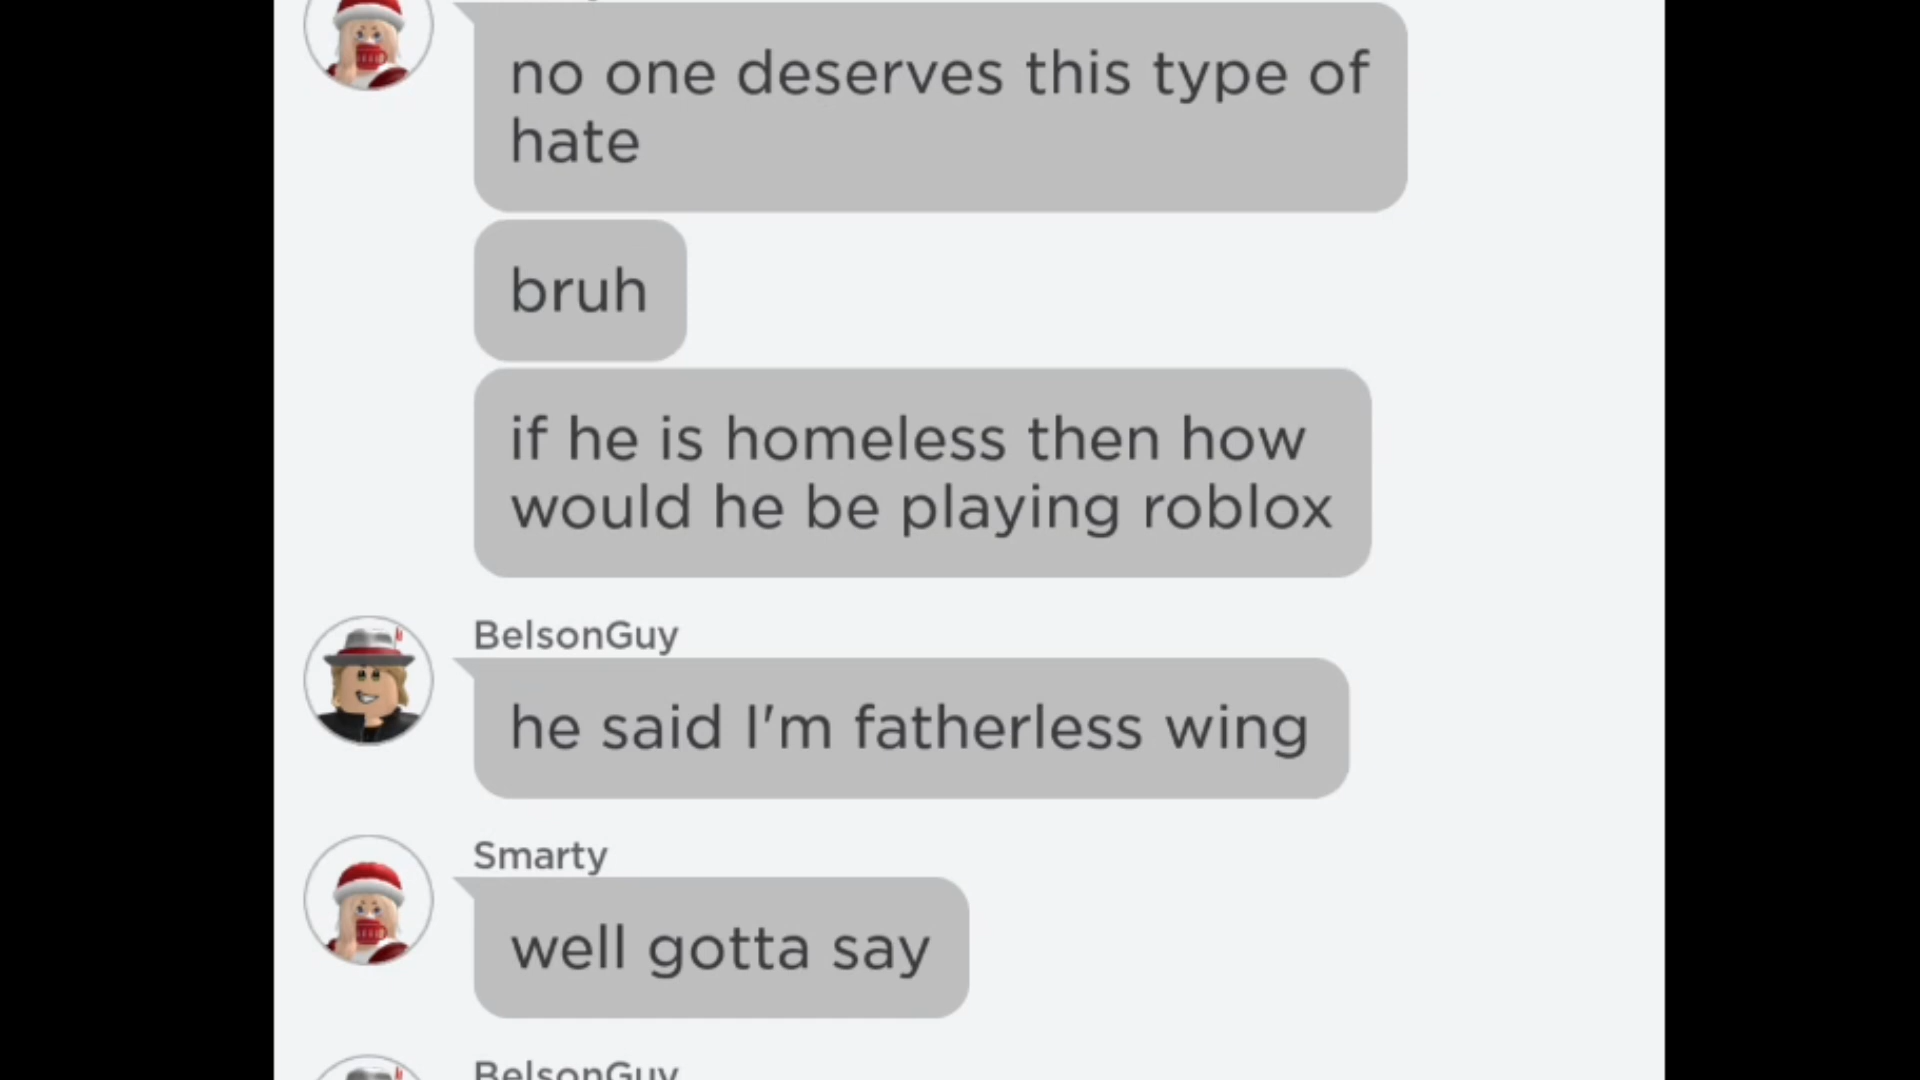 no one deserves this type of
hate
bruh
if he is homeless then how
would he be playing roblox
BelsonGuy
he said I'm fatherless wing
Smarty
well gotta say
BelsonGuy